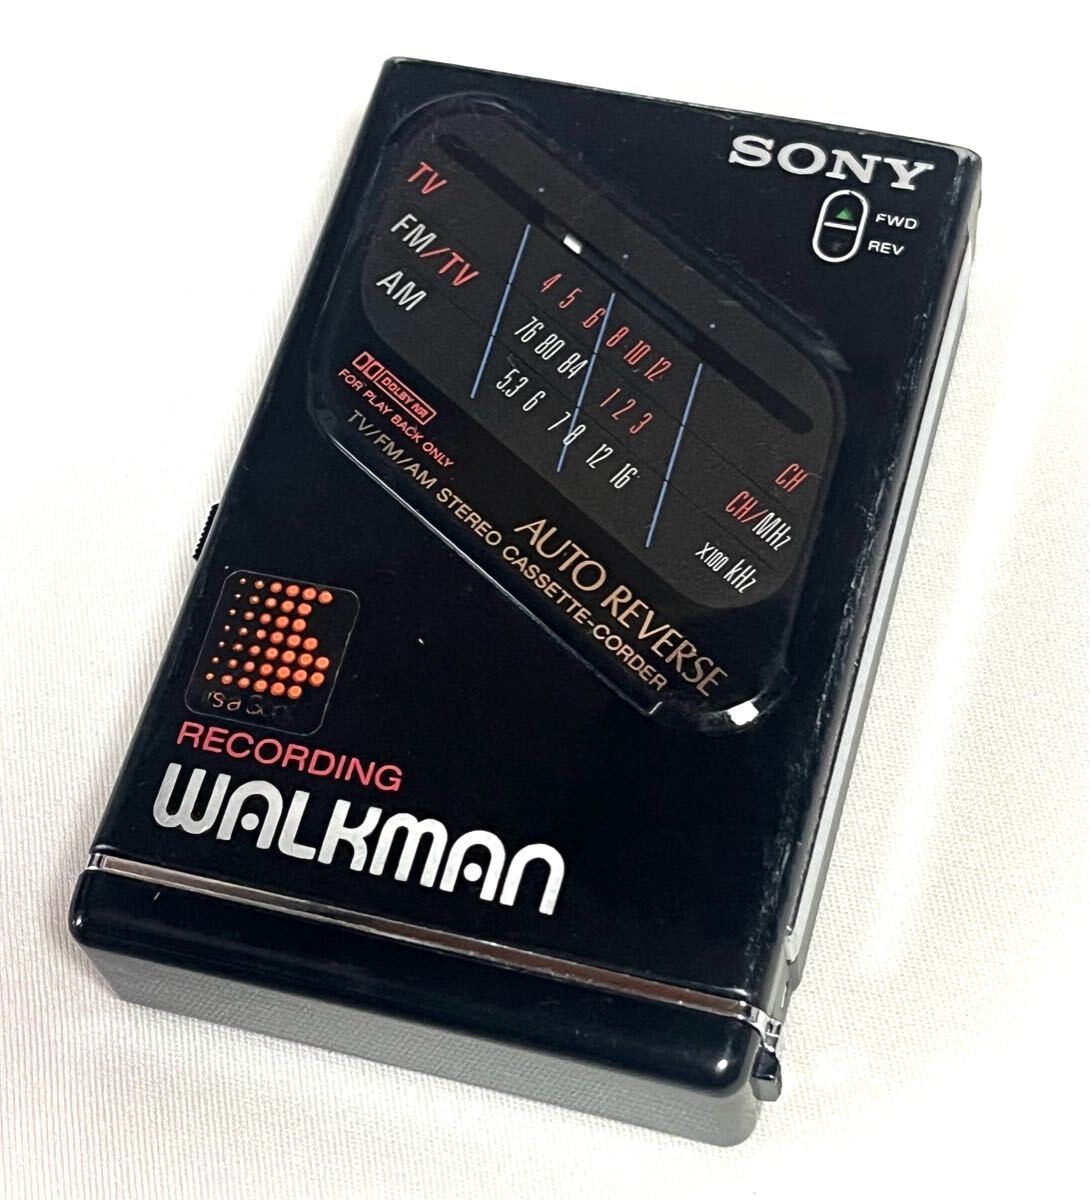 SONY
FWD
REV
TV 4 5 6 8 10 12 CH
FM/TV 76 80 84 1 2 3 CH/MHz
AM 5.3 6 7 8 12 16 X100 kHz
DOLBY NR
FOR PLAY BACK ONLY
AUTO REVERSE
TV/FM/AM STEREO CASSETTE-CORDER
RECORDING
WALKMAN